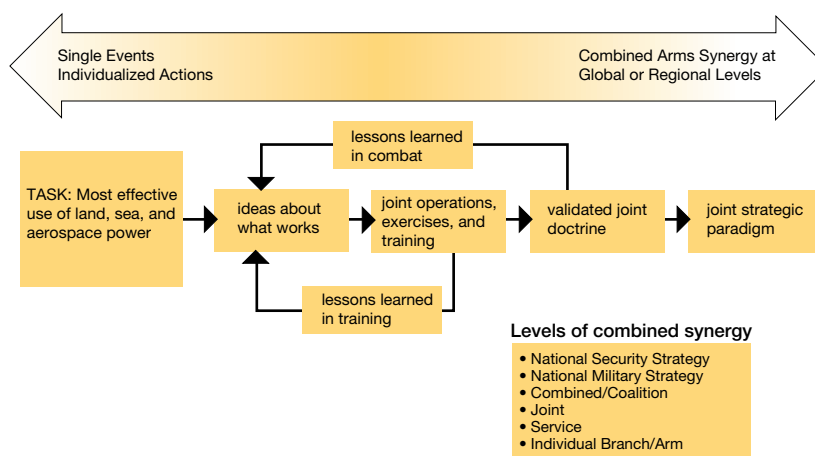 Single Events
Individualized Actions
Combined Arms Synergy at
Global or Regional Levels
lessons learned
in combat
TASK: Most effective
use of land, sea, and
aerospace power
ideas about
what works
joint operations,
exercises, and
training
validated joint
doctrine
joint strategic
paradigm
lessons learned
in training
Levels of combined synergy
• National Security Strategy
• National Military Strategy
• Combined/Coalition
• Joint
• Service
• Individual Branch/Arm